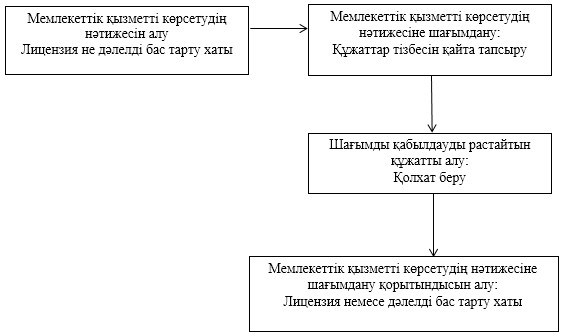 Мемлекеттік қызметті көрсетудің
нәтижесін алу
Лицензия не дәлелді бас тарту хаты
Мемлекеттік қызметті көрсетудің
нәтижесіне шағымдану:
Құжаттар тізбесін қайта тапсыру
Шағымды қабылдауды растайтын
құжатты алу:
Қолхат беру
Мемлекеттік қызметті көрсетудің нәтижесіне
шағымдану қорытындысын алу:
Лицензия немесе дәлелді бас тарту хаты